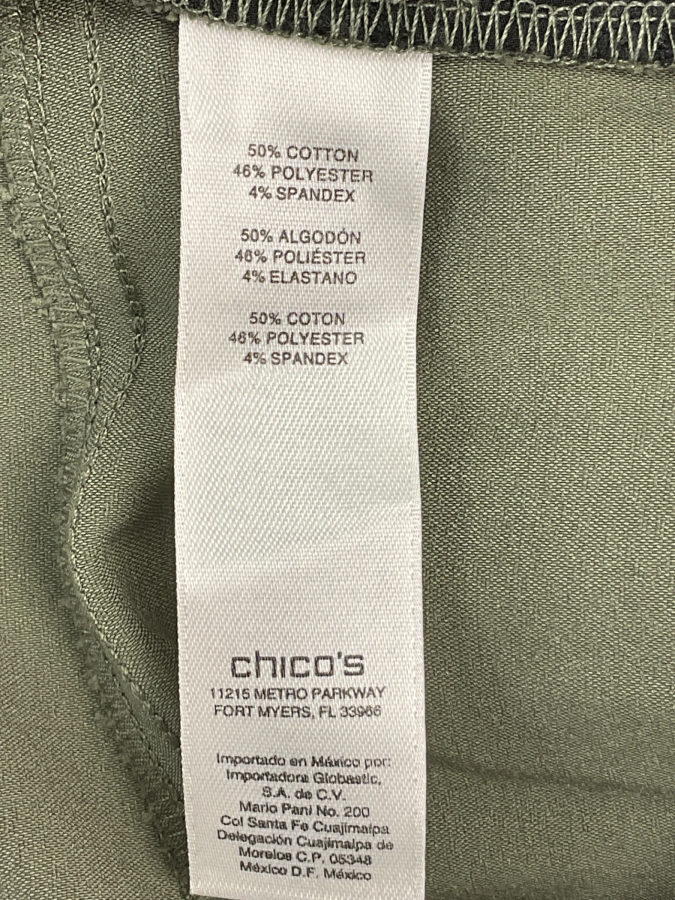 50% COTTON
46% POLYESTER
4% SPANDEX
50% ALGODÓN
46% POLIÉSTER
4% ELASTANO
50% COTON
46% POLYESTER
4% SPANDEX
chico's
11215 METRO PARKWAY
FORT MYERS, FL 33966
Importado en México por:
Importadora Globastic,
S.A. de C.V.
Mario Pani No. 200
Col Santa Fe Cuajimalpa
Delegación Cuajimalpa de
Morelos C.P. 05348
México D.F. México